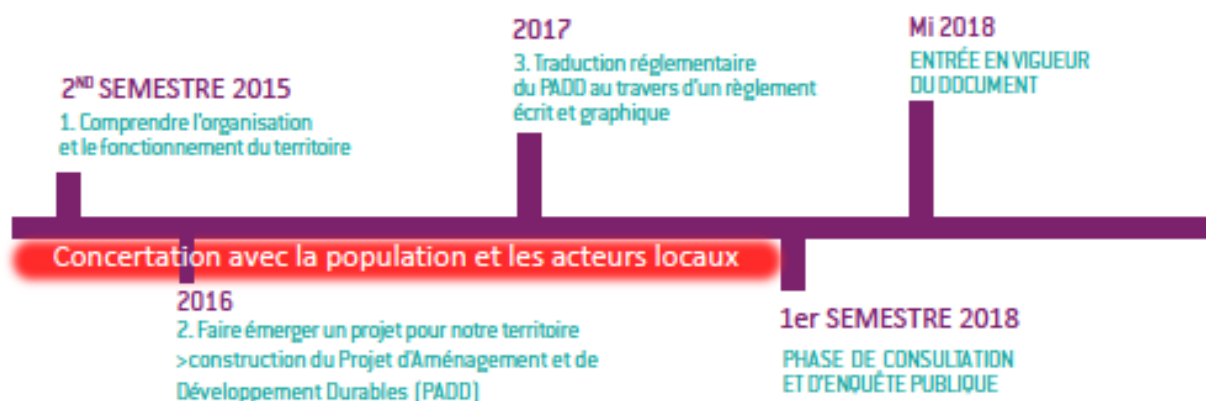 2ND SEMESTRE 2015
1. Comprendre l'organisation
et le fonctionnement du territoire
2017
3. Traduction réglementaire
du PADD au travers d'un règlement
écrit et graphique
Mi 2018
ENTRÉE EN VIGUEUR
DU DOCUMENT
Concertation avec la population et les acteurs locaux
2016
2. Faire émerger un projet pour notre territoire
>construction du Projet d'Aménagement et de
Développement Durables (PADD)
1er SEMESTRE 2018
PHASE DE CONSULTATION
ET D'ENQUÊTE PUBLIQUE